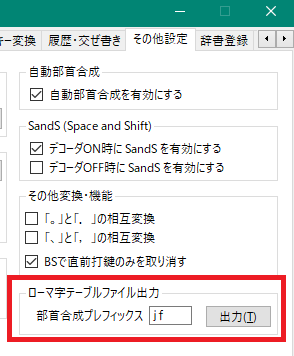 キー変換 履歴・交ぜ書き その他設定 辞書登録
自動部首合成
自動部首合成を有効にする
SandS (Space and Shift)
デコーダON時に SandS を有効にする
デコーダOFF時に SandS を有効にする
その他変換・機能
「。」と「．」の相互変換
「、」と「，」の相互変換
BSで直前打鍵のみを取り消す
ローマ字テーブルファイル出力
部首合成プレフィックス jf 出力(T)